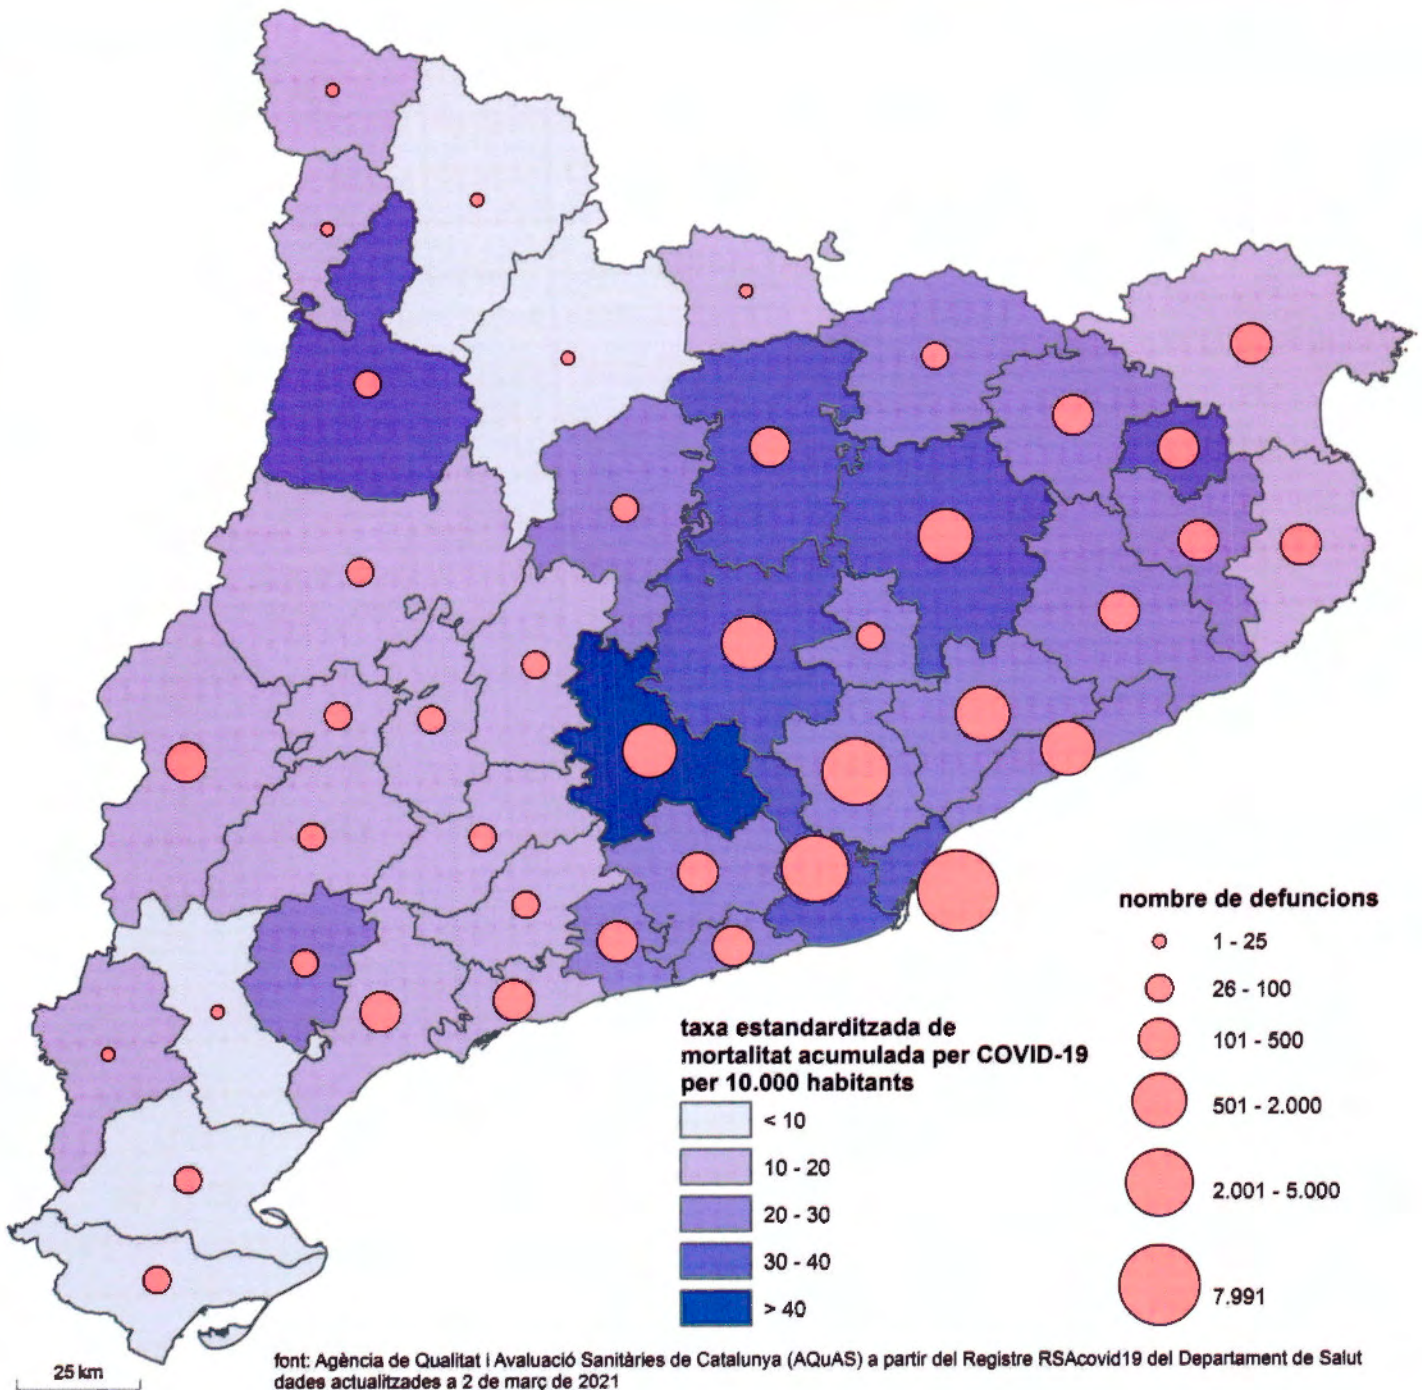 nombre de defuncions
1 - 25
26 - 100
101 - 500
501 - 2.000
2.001 - 5.000
7.991
taxa estandarditzada de
mortalitat acumulada per COVID-19
per 10.000 habitants
< 10
10 - 20
20 - 30
30 - 40
> 40
25 km
font: Agència de Qualitat i Avaluació Sanitàries de Catalunya (AQuAS) a partir del Registre RSAcovid19 del Departament de Salut
dades actualitzades a 2 de març de 2021